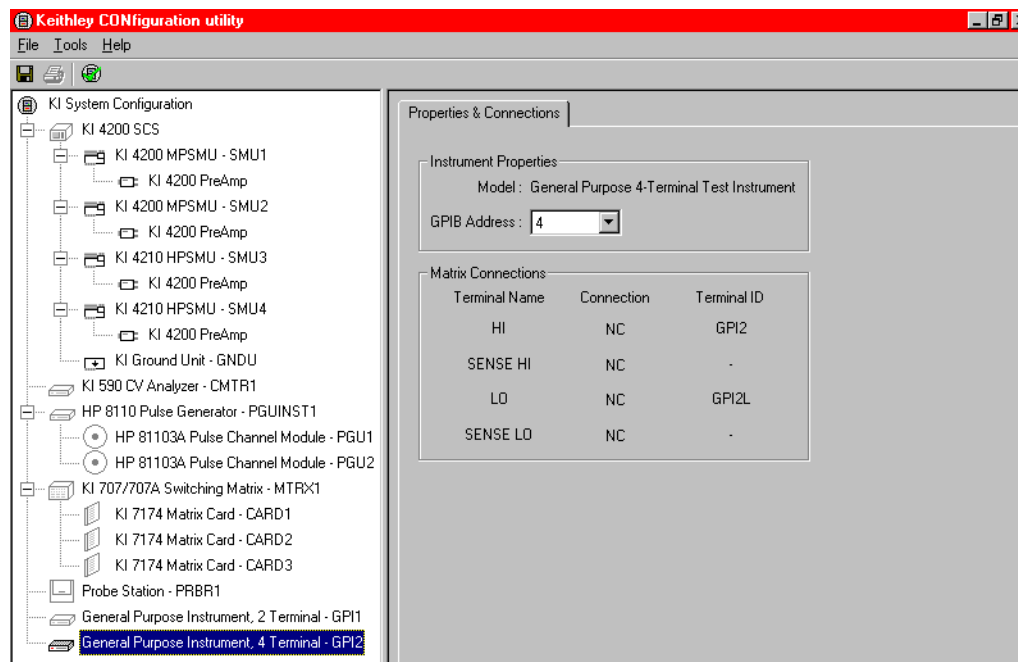 Keithley CONfiguration utility
File Tools Help
KI System Configuration
KI 4200 SCS
KI 4200 MPSMU - SMU1
KI 4200 PreAmp
KI 4200 MPSMU - SMU2
KI 4200 PreAmp
KI 4210 HPSMU - SMU3
KI 4200 PreAmp
KI 4210 HPSMU - SMU4
KI 4200 PreAmp
KI Ground Unit - GNDU
KI 590 CV Analyzer - CMTR1
HP 8110 Pulse Generator - PGUINST1
HP 81103A Pulse Channel Module - PGU1
HP 81103A Pulse Channel Module - PGU2
KI 707/707A Switching Matrix - MTRX1
KI 7174 Matrix Card - CARD1
KI 7174 Matrix Card - CARD2
KI 7174 Matrix Card - CARD3
Probe Station - PRBR1
General Purpose Instrument, 2 Terminal - GPI1
General Purpose Instrument, 4 Terminal - GPI2
Properties & Connections
Instrument Properties
Model : General Purpose 4-Terminal Test Instrument
GPIB Address : 4
Matrix Connections
Terminal Name Connection Terminal ID
HI NC GPI2
SENSE HI NC -
LO NC GPI2L
SENSE LO NC -